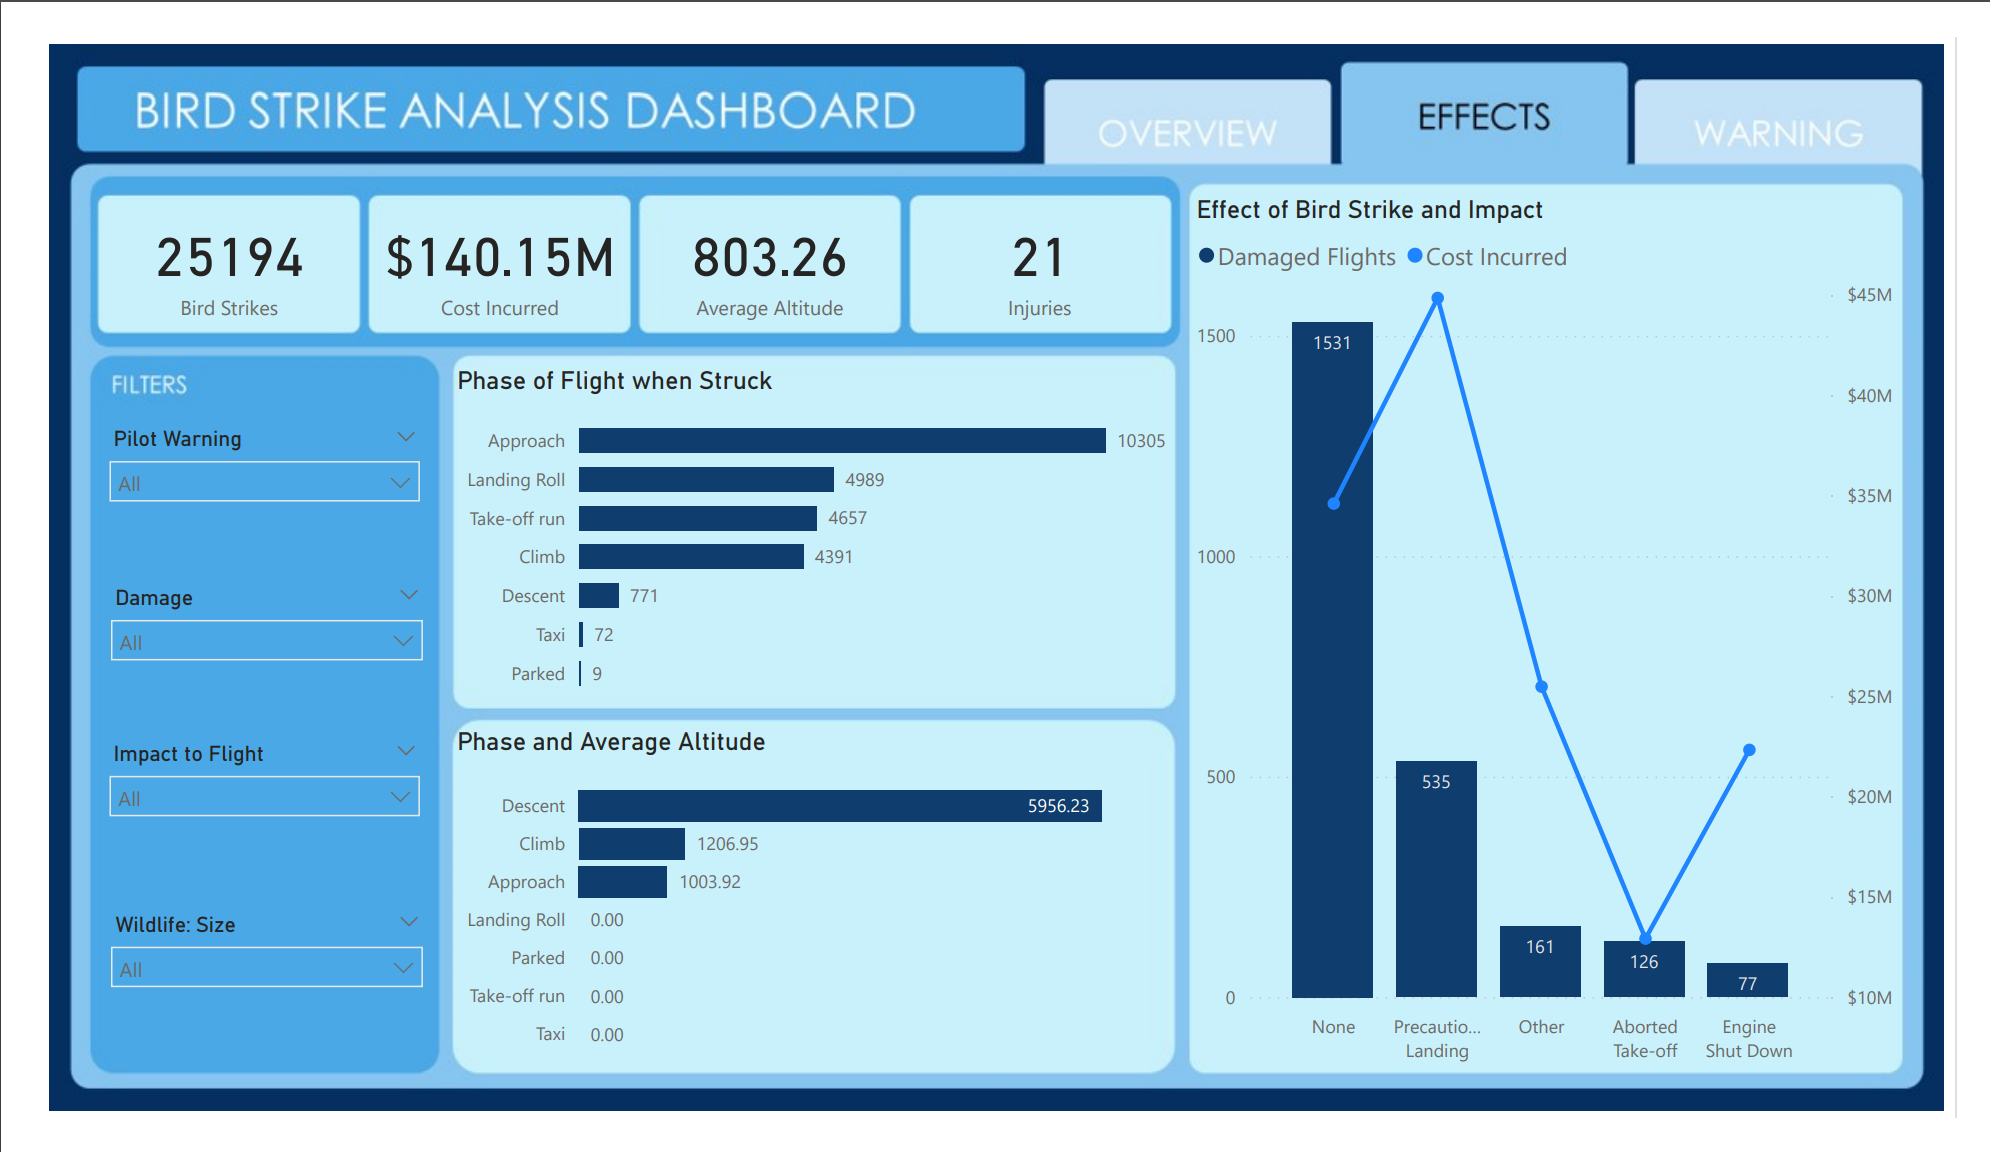 BIRD STRIKE ANALYSIS DASHBOARD
OVERVIEW
EFFECTS
WARNING
25194
Bird Strikes
$140.15M
Cost Incurred
803.26
Average Altitude
21
Injuries
FILTERS
Pilot Warning
All
Damage
All
Impact to Flight
All
Wildlife: Size
All
Phase of Flight when Struck
Approach 10305
Landing Roll 4989
Take-off run 4657
Climb 4391
Descent 771
Taxi 72
Parked 9
Phase and Average Altitude
Descent 5956.23
Climb 1206.95
Approach 1003.92
Landing Roll 0.00
Parked 0.00
Take-off run 0.00
Taxi 0.00
Effect of Bird Strike and Impact
Damaged Flights Cost Incurred
1500
1000
500
0
1531
535
161
126
77
$45M
$40M
$35M
$30M
$25M
$20M
$15M
$10M
None
Precautio...
Landing
Other
Aborted
Take-off
Engine
Shut Down